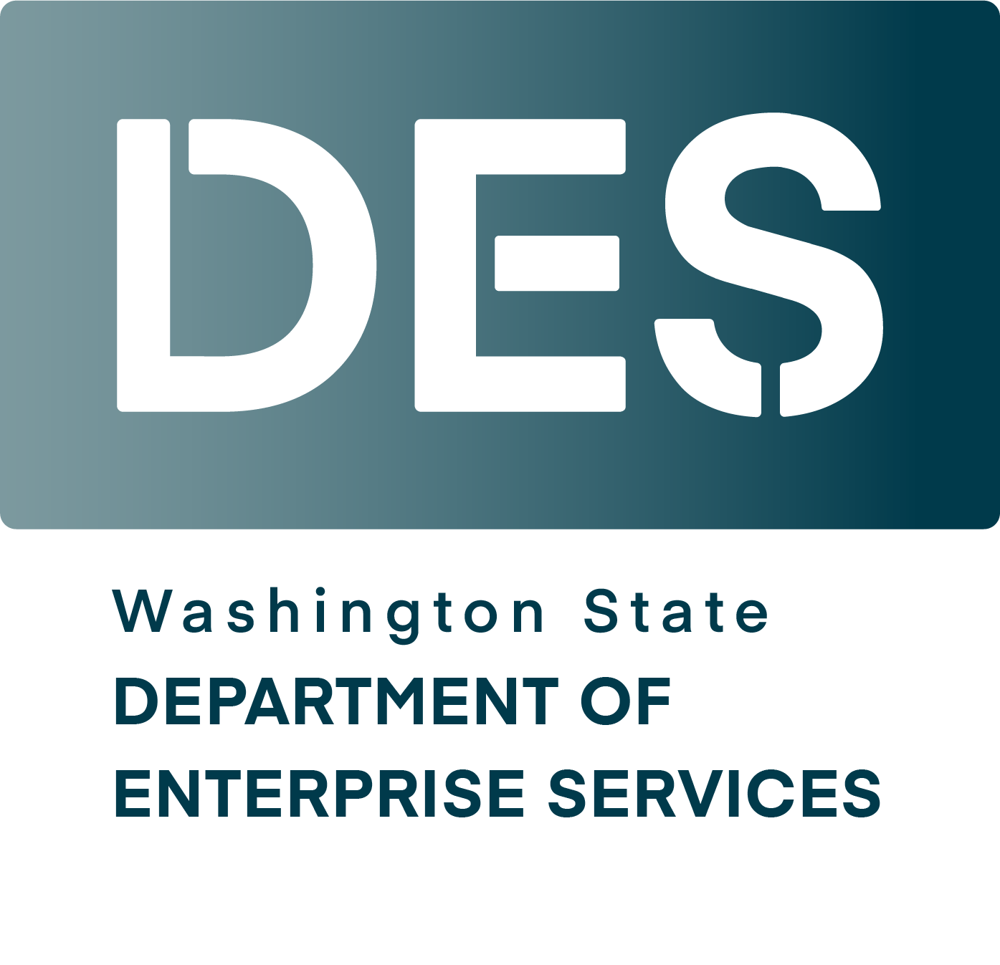 DES
Washington State
DEPARTMENT OF
ENTERPRISE SERVICES